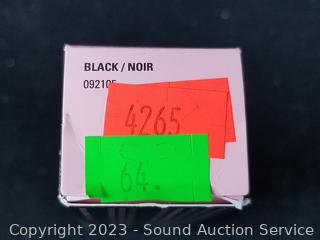 BLACK / NOIR
092105
4265
64.
Copyright 2023 - Sound Auction Service